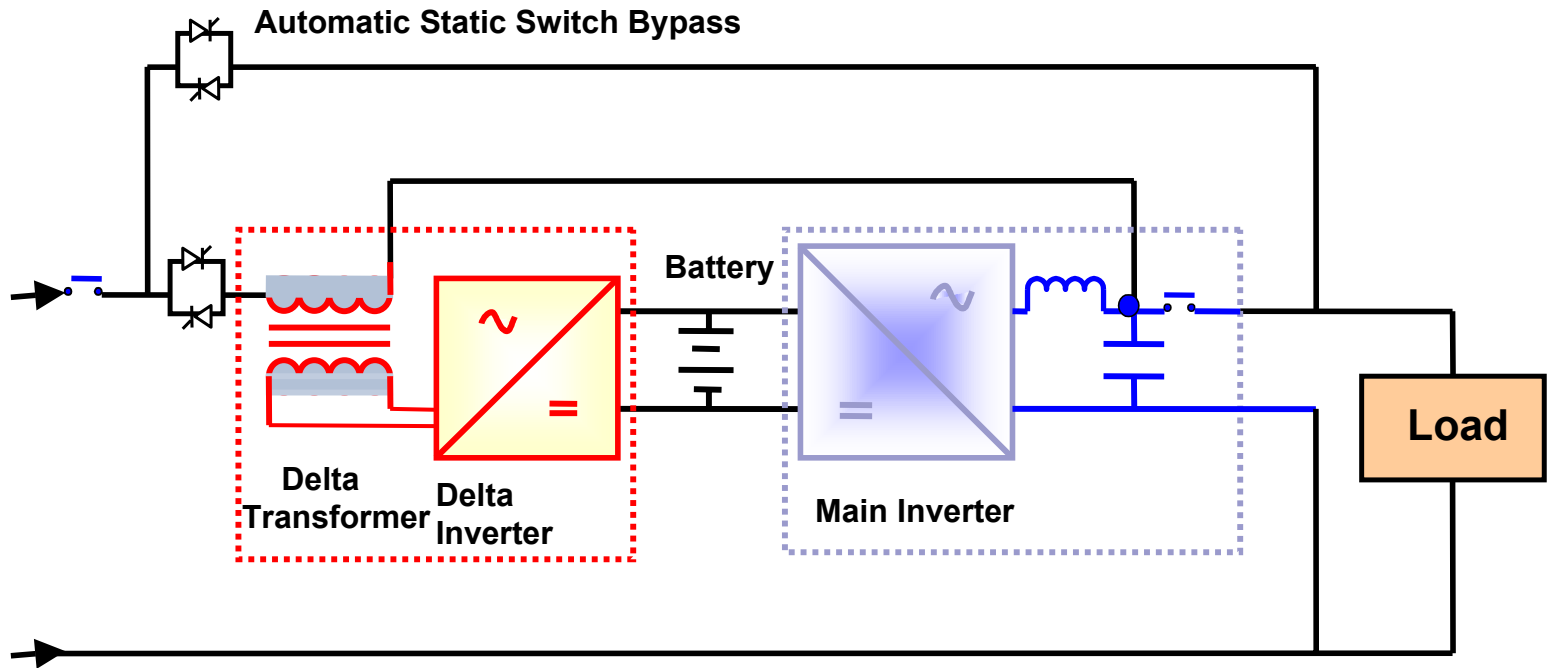 Automatic Static Switch Bypass
Battery
Load
Delta
Transformer
Delta
Inverter
Main Inverter